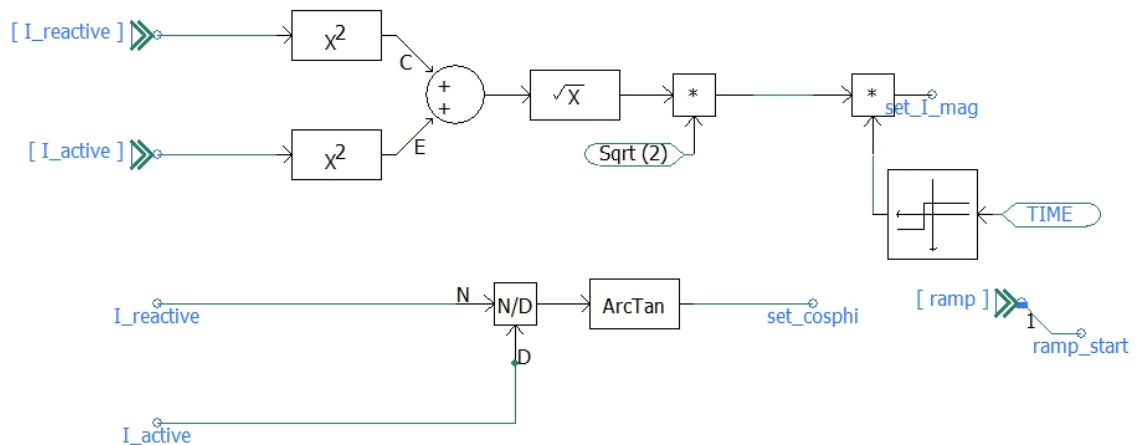 [ I_reactive ]
X2
C
+
+
√X
*
*
set_I_mag
[ I_active ]
X2
E
Sqrt (2)
TIME
I_reactive
N
N/D
ArcTan
set_cosphi
[ ramp ]
1
ramp_start
D
I_active